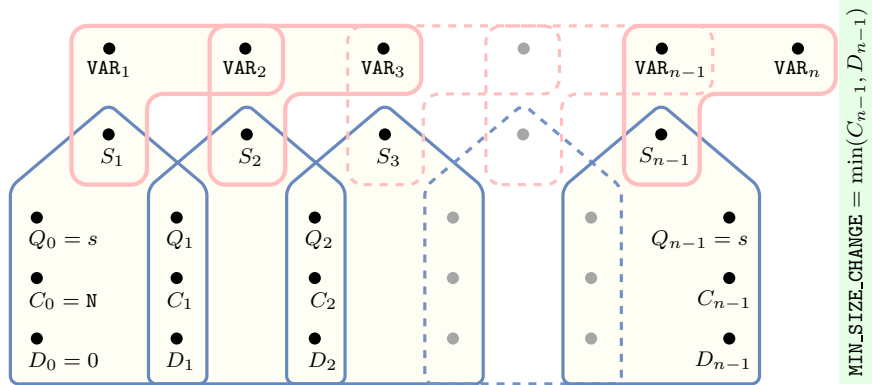 VAR₁ VAR₂ VAR₃ VARₙ₋₁ VARₙ
S₁ S₂ S₃ Sₙ₋₁
Q₀ = s Q₁ Q₂ Qₙ₋₁ = s
C₀ = N C₁ C₂ Cₙ₋₁
D₀ = 0 D₁ D₂ Dₙ₋₁
MIN_SIZE_CHANGE = min(Cₙ₋₁, Dₙ₋₁)